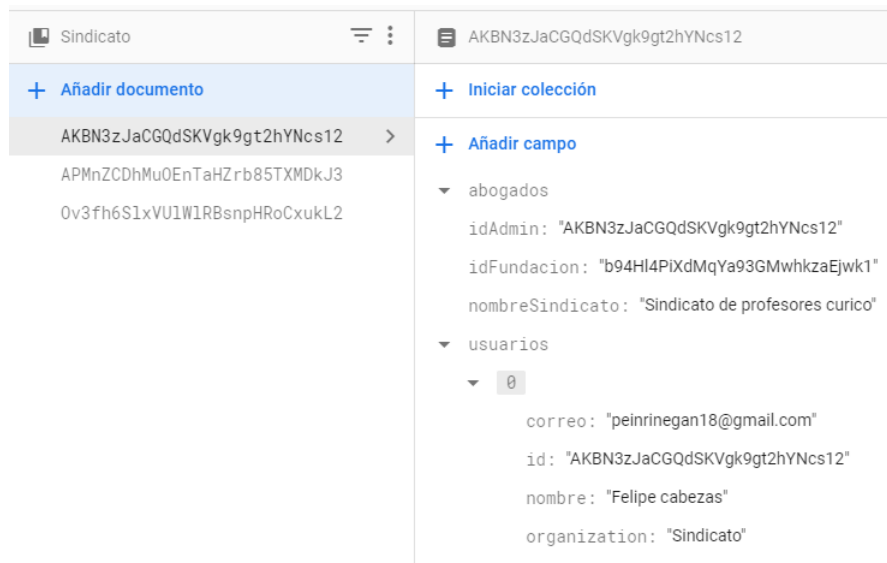 Sindicato
Añadir documento
AKBN3zJaCGQdSKVgk9gt2hYNcs12
APMnZCDhMuOEnTaHZrb85TXMDkJ3
Ov3fh6SlxVUlWlRBsnpHRoCxukL2
AKBN3zJaCGQdSKVgk9gt2hYNcs12
Iniciar colección
Añadir campo
abogados
idAdmin: "AKBN3zJaCGQdSKVgk9gt2hYNcs12"
idFundacion: "b94Hl4PiXdMqYa93GMwhkzaEjwk1"
nombreSindicato: "Sindicato de profesores curico"
usuarios
0
correo: "peinrinegan18@gmail.com"
id: "AKBN3zJaCGQdSKVgk9gt2hYNcs12"
nombre: "Felipe cabezas"
organization: "Sindicato"